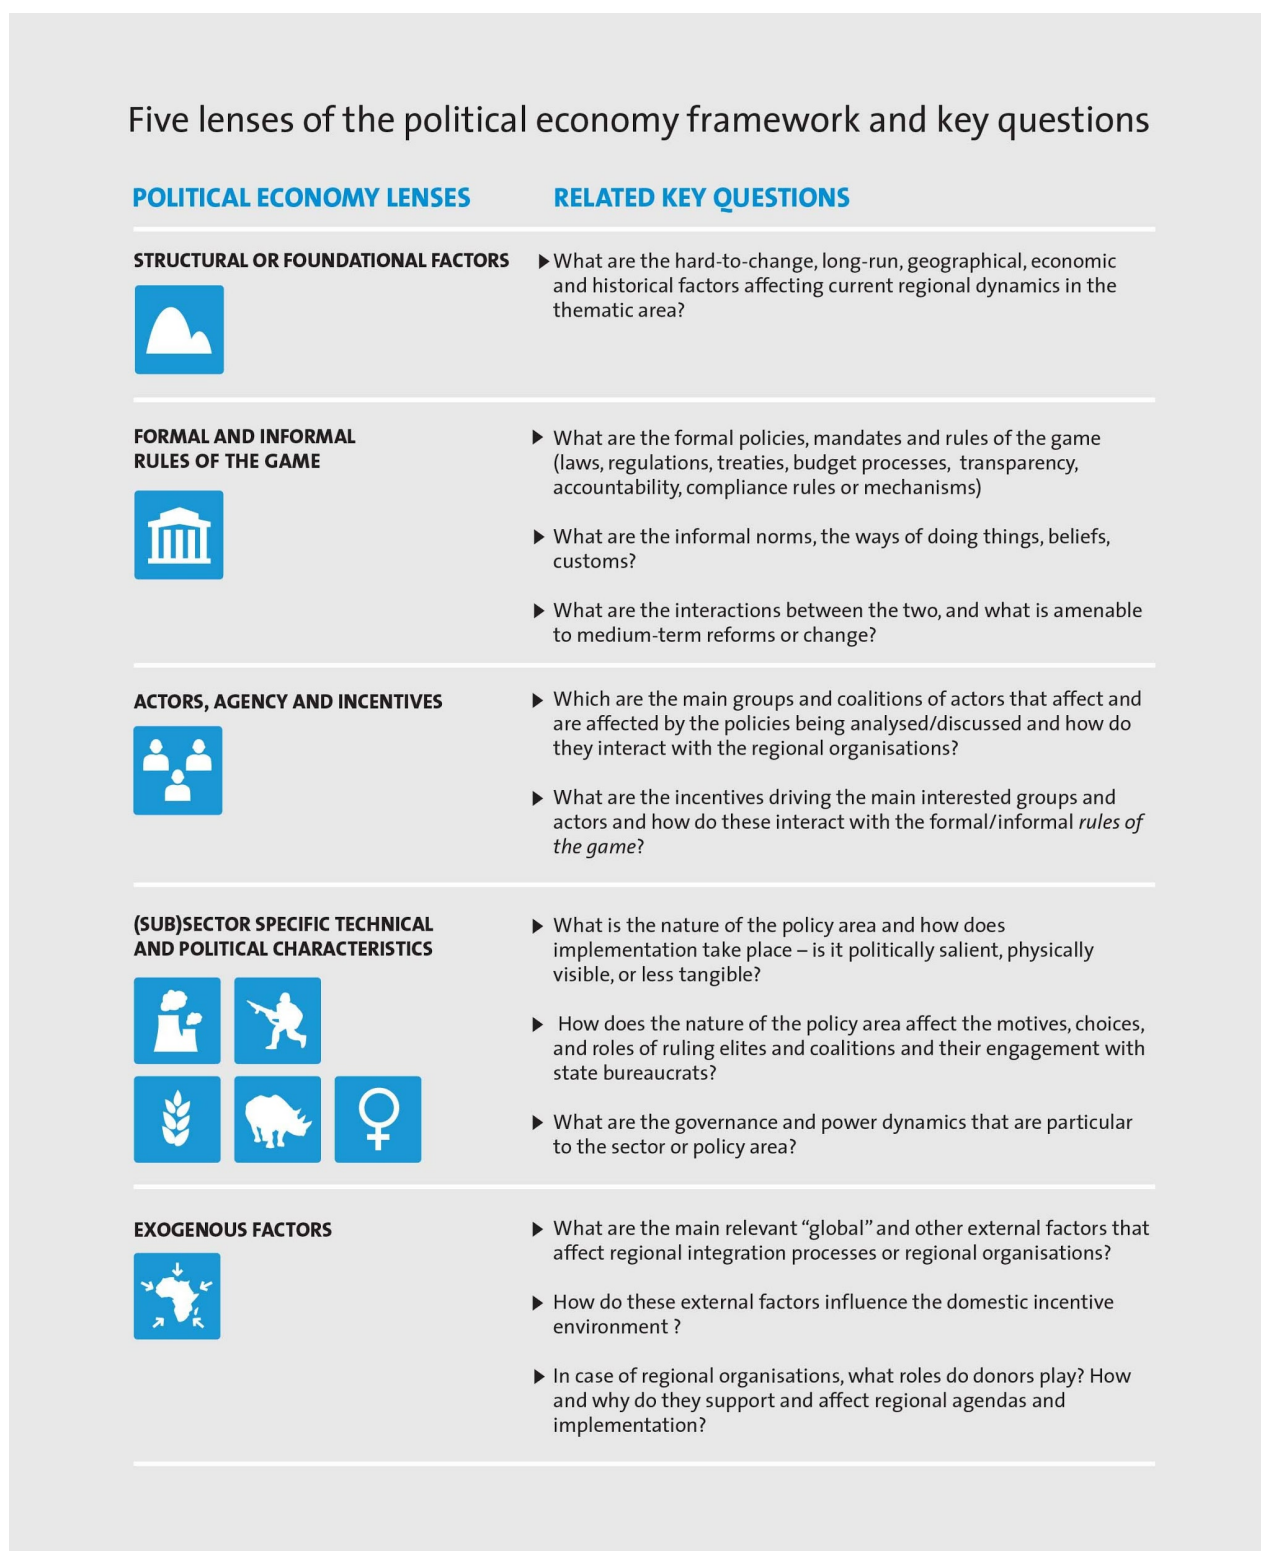 Five lenses of the political economy framework and key questions
POLITICAL ECONOMY LENSES
RELATED KEY QUESTIONS
STRUCTURAL OR FOUNDATIONAL FACTORS
What are the hard-to-change, long-run, geographical, economic
and historical factors affecting current regional dynamics in the
thematic area?
FORMAL AND INFORMAL
RULES OF THE GAME
What are the formal policies, mandates and rules of the game
(laws, regulations, treaties, budget processes, transparency,
accountability, compliance rules or mechanisms)
What are the informal norms, the ways of doing things, beliefs,
customs?
What are the interactions between the two, and what is amenable
to medium-term reforms or change?
ACTORS, AGENCY AND INCENTIVES
Which are the main groups and coalitions of actors that affect and
are affected by the policies being analysed/discussed and how do
they interact with the regional organisations?
What are the incentives driving the main interested groups and
actors and how do these interact with the formal/informal rules of
the game?
(SUB)SECTOR SPECIFIC TECHNICAL
AND POLITICAL CHARACTERISTICS
What is the nature of the policy area and how does
implementation take place – is it politically salient, physically
visible, or less tangible?
How does the nature of the policy area affect the motives, choices,
and roles of ruling elites and coalitions and their engagement with
state bureaucrats?
What are the governance and power dynamics that are particular
to the sector or policy area?
EXOGENOUS FACTORS
What are the main relevant “global” and other external factors that
affect regional integration processes or regional organisations?
How do these external factors influence the domestic incentive
environment ?
In case of regional organisations, what roles do donors play? How
and why do they support and affect regional agendas and
implementation?